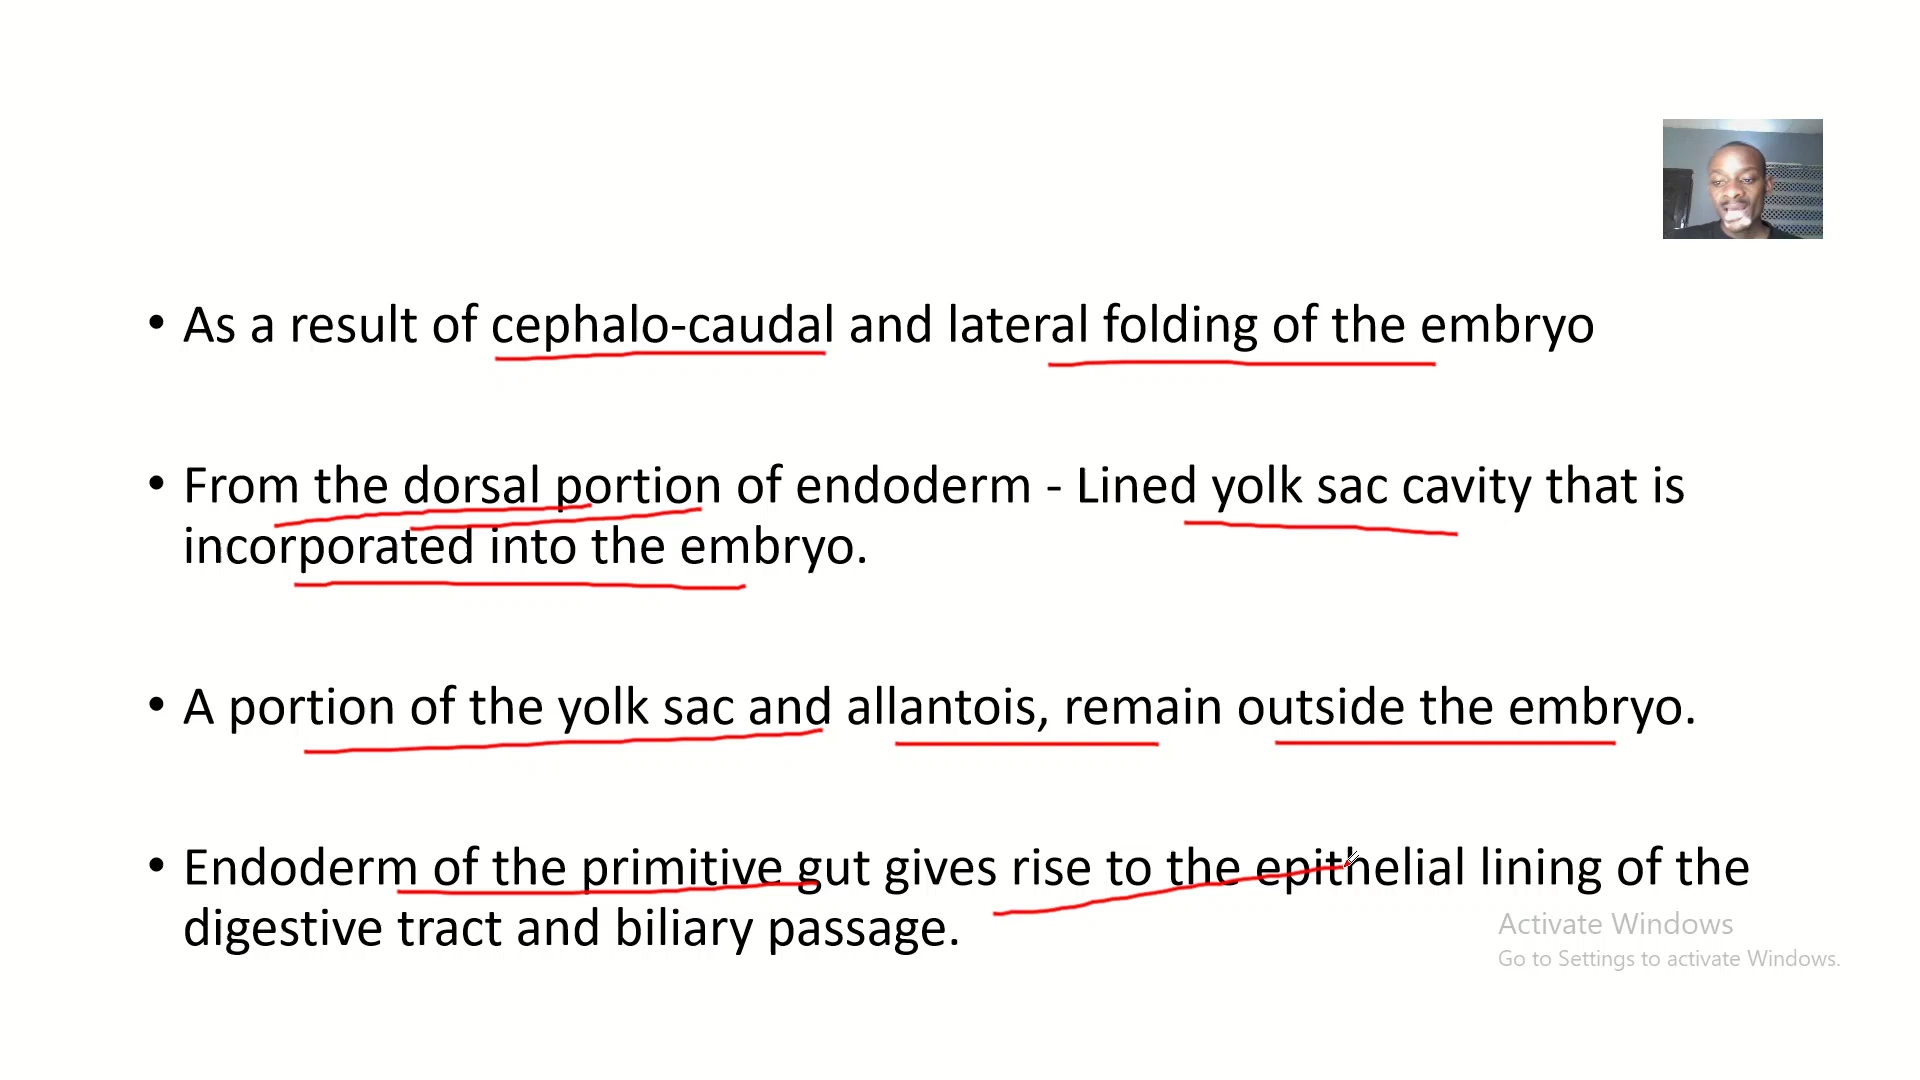 • As a result of cephalo-caudal and lateral folding of the embryo
• From the dorsal portion of endoderm - Lined yolk sac cavity that is
incorporated into the embryo.
• A portion of the yolk sac and allantois, remain outside the embryo.
• Endoderm of the primitive gut gives rise to the epithelial lining of the
digestive tract and biliary passage.
Activate Windows
Go to Settings to activate Windows.